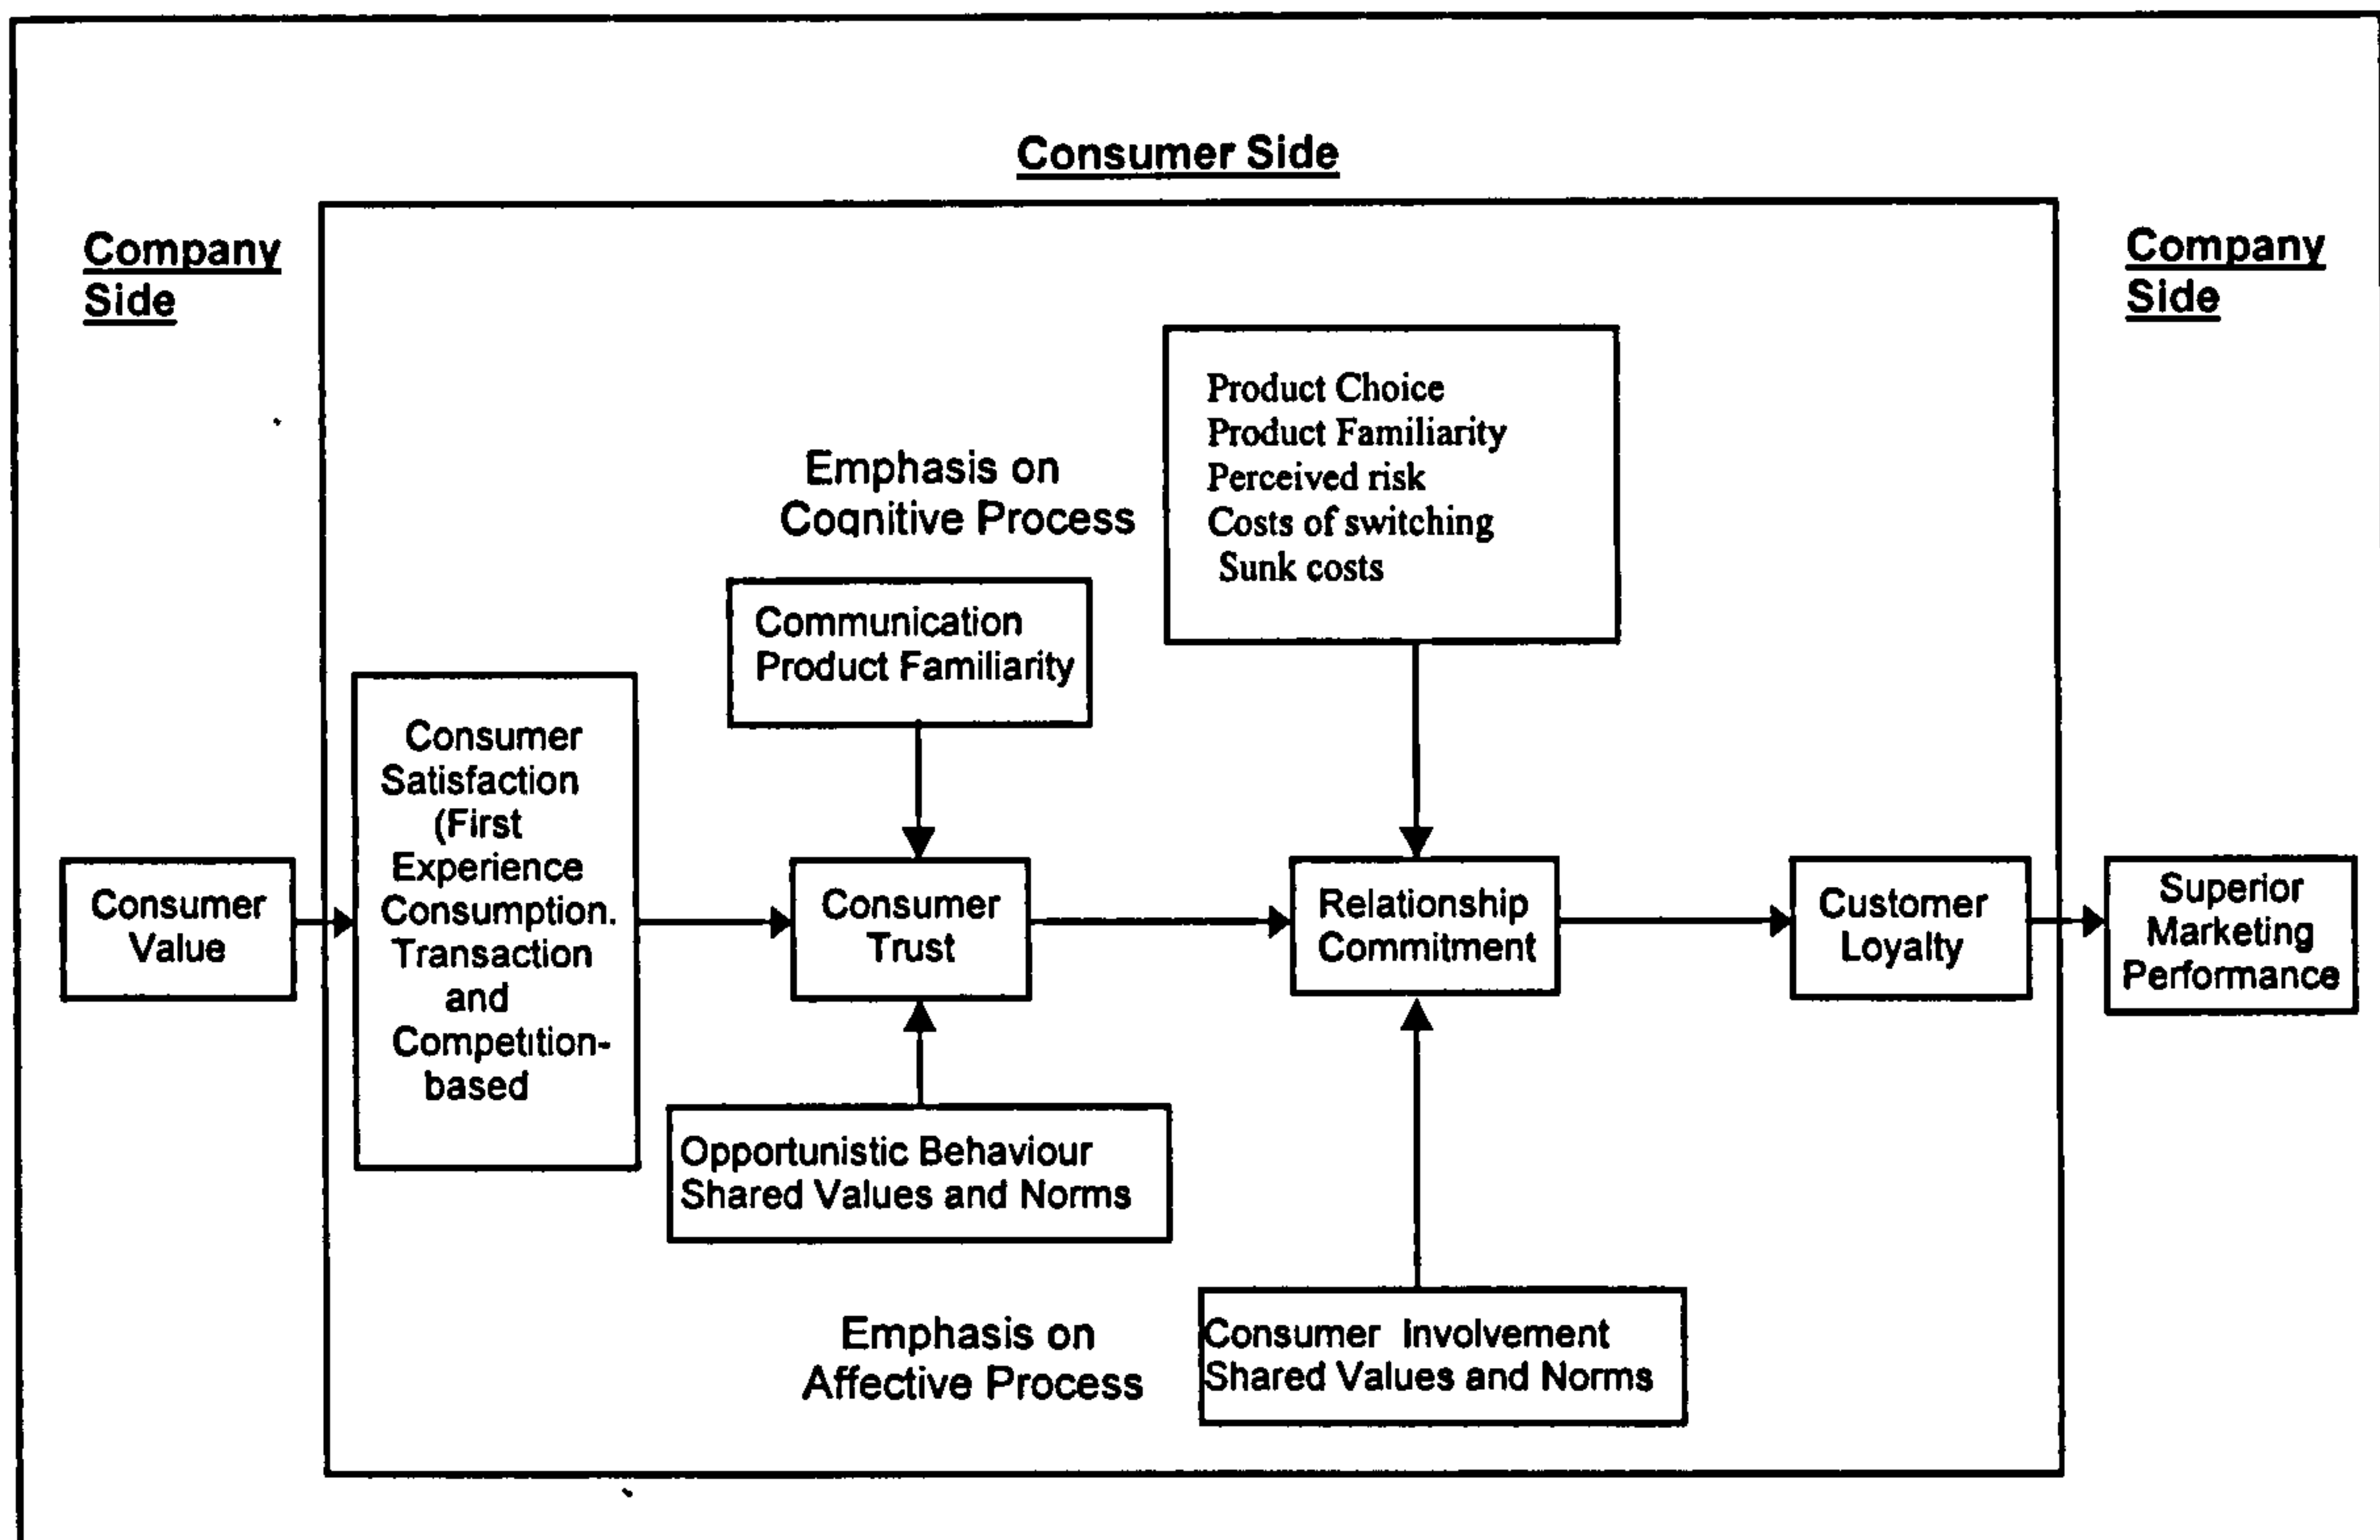 Consumer Side
Company
Side
Company
Side
Product Choice
Product Familiarity
Perceived risk
Costs of switching
Sunk costs
Emphasis on
Cognitive Process
Communication
Product Familiarity
Consumer
Satisfaction
(First
Experience
Consumption.
Transaction
and
Competition-
based
Consumer
Value
Consumer
Trust
Relationship
Commitment
Customer
Loyalty
Superior
Marketing
Performance
Opportunistic Behaviour
Shared Values and Norms
Emphasis on
Affective Process
Consumer Involvement
Shared Values and Norms